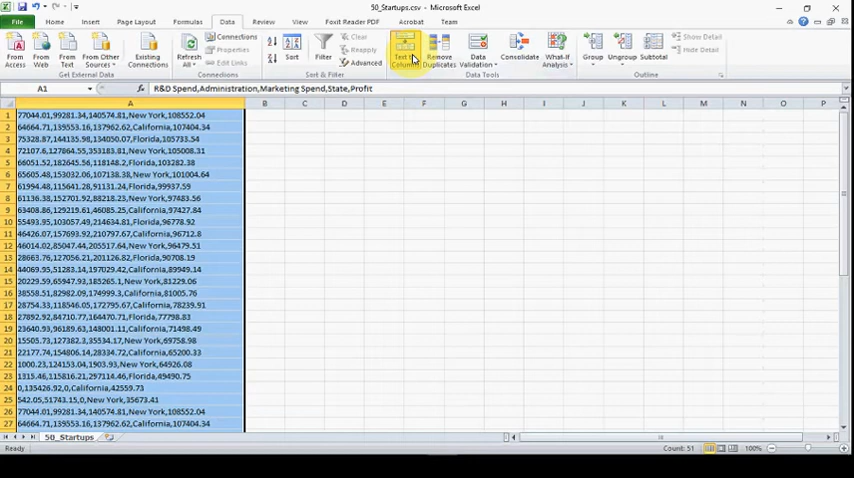 50_Startups.csv - Microsoft Excel
File Home Insert Page Layout Formulas Data Review View Foxit Reader PDF Acrobat Team
From Access
From Web
From Text
From Other Sources
Get External Data
Existing Connections
Refresh All
Connections
Properties
Edit Links
Connections
Sort
Filter
Clear
Reapply
Advanced
Sort & Filter
Text to Columns
Remove Duplicates
Data Validation
Consolidate
What-If Analysis
Data Tools
Group
Ungroup
Subtotal
Show Detail
Hide Detail
Outline
A1 fx R&D Spend,Administration,Marketing Spend,State,Profit
A B C D E F G H I J K L M N O P
1 77044.01,99281.34,140574.81,New York,108552.04
2 64664.71,139553.16,137962.62,California,107404.34
3 75328.87,144135.98,134050.07,Florida,105733.54
4 72107.6,127864.55,353183.81,New York,105008.31
5 66051.52,182645.56,118148.2,Florida,103282.38
6 65605.48,153032.06,107138.38,New York,101004.64
7 61994.48,115641.28,91131.24,Florida,99937.59
8 61136.38,152701.92,88218.23,New York,97483.56
9 63408.86,129219.61,46085.25,California,97427.84
10 55493.95,103057.49,214634.81,Florida,96778.92
11 46426.07,157693.92,210797.67,California,96712.8
12 46014.02,85047.44,205517.64,New York,96479.51
13 28663.76,127056.21,201126.82,Florida,90708.19
14 44069.95,51283.14,197029.42,California,89949.14
15 20229.59,65947.93,185265.1,New York,81229.06
16 38558.51,82982.09,174999.3,California,81005.76
17 28754.33,118546.05,172795.67,California,78239.91
18 27892.92,84710.77,164470.71,Florida,77798.83
19 23640.93,96189.63,148001.11,California,71498.49
20 15505.73,127382.3,35534.17,New York,69758.98
21 22177.74,154806.14,28334.72,California,65200.33
22 1000.23,124153.04,1903.93,New York,64926.08
23 1315.46,115816.21,297114.46,Florida,49490.75
24 0,135426.92,0,California,42559.73
25 542.05,51743.15,0,New York,35673.41
26 77044.01,99281.34,140574.81,New York,108552.04
27 64664.71,139553.16,137962.62,California,107404.34
50_Startups
Ready Count: 51 100%